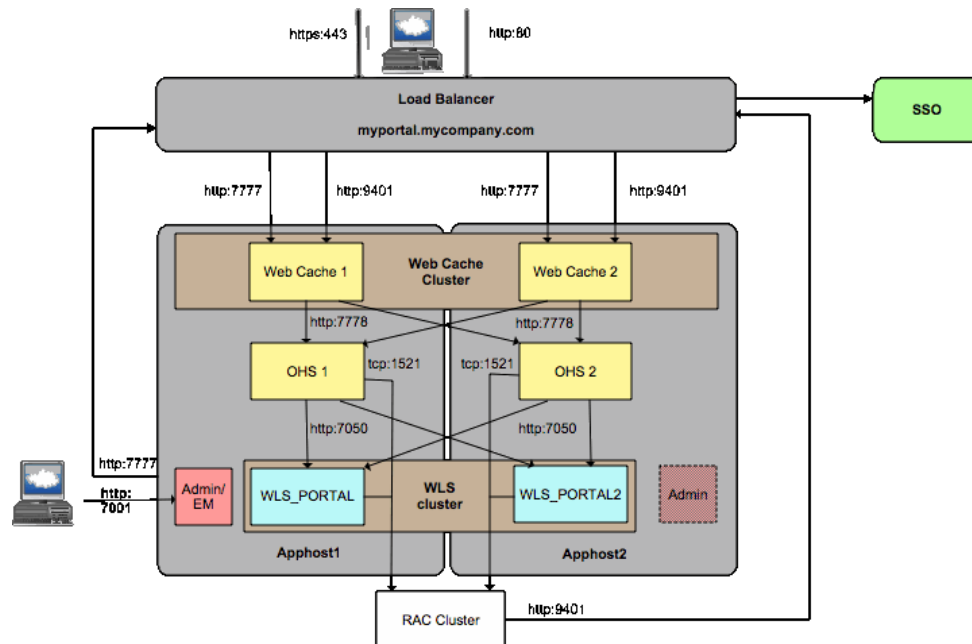 https:443
http:80
Load Balancer
myportal.mycompany.com
SSO
http:7777
http:9401
http:7777
http:9401
Web Cache 1
Web Cache
Cluster
Web Cache 2
http:7778
http:7778
OHS 1
tcp:1521
tcp:1521
OHS 2
http:7050
http:7050
http:7777
http:
7001
Admin/
EM
WLS_PORTAL
WLS
cluster
WLS_PORTAL2
Admin
Apphost1
Apphost2
RAC Cluster
http:9401